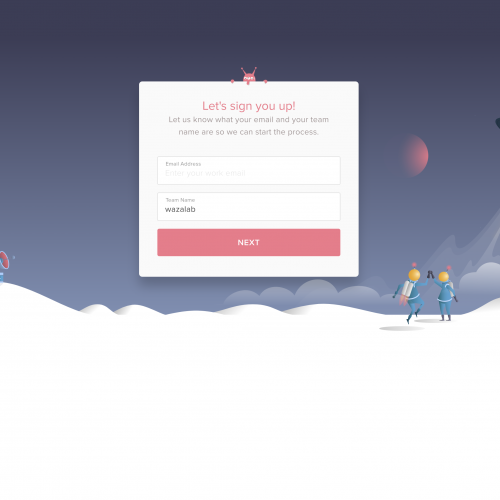 Let's sign you up!
Let us know what your email and your team
name are so we can start the process.
Email Address
Enter your work email
Team Name
wazalab
NEXT